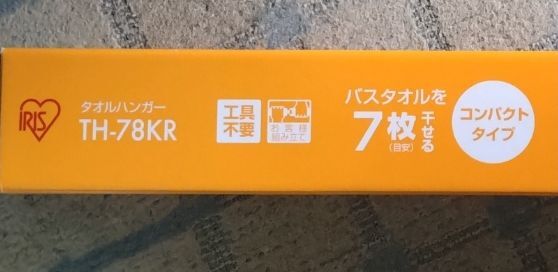 IRIS
タオルハンガー
TH-78KR
工具
不要
お客様
組み立て
バスタオルを
7枚干せる
(目安)
コンパクト
タイプ